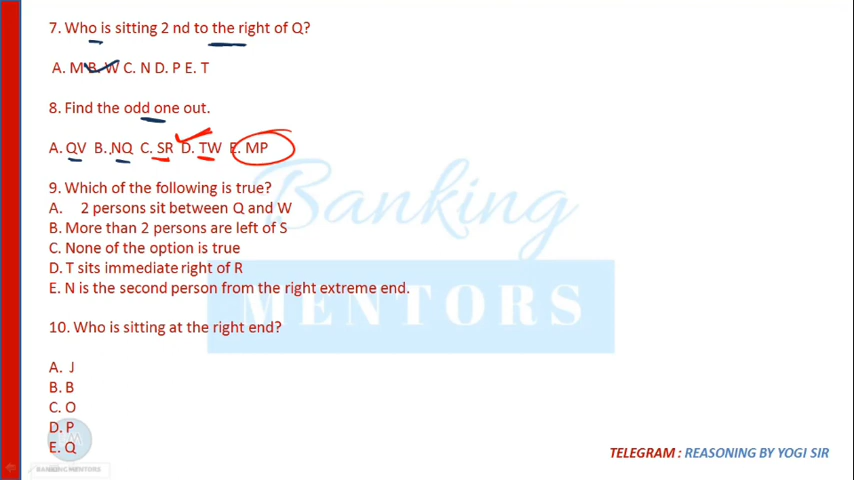 7. Who is sitting 2 nd to the right of Q?
A. M B. W C. N D. P E. T
8. Find the odd one out.
A. QV B. NQ C. SR D. TW E. MP
9. Which of the following is true?
A. 2 persons sit between Q and W
B. More than 2 persons are left of S
C. None of the option is true
D. T sits immediate right of R
E. N is the second person from the right extreme end.
10. Who is sitting at the right end?
A. J
B. B
C. O
D. P
E. Q
Banking
MENTORS
BANKING MENTORS
TELEGRAM : REASONING BY YOGI SIR